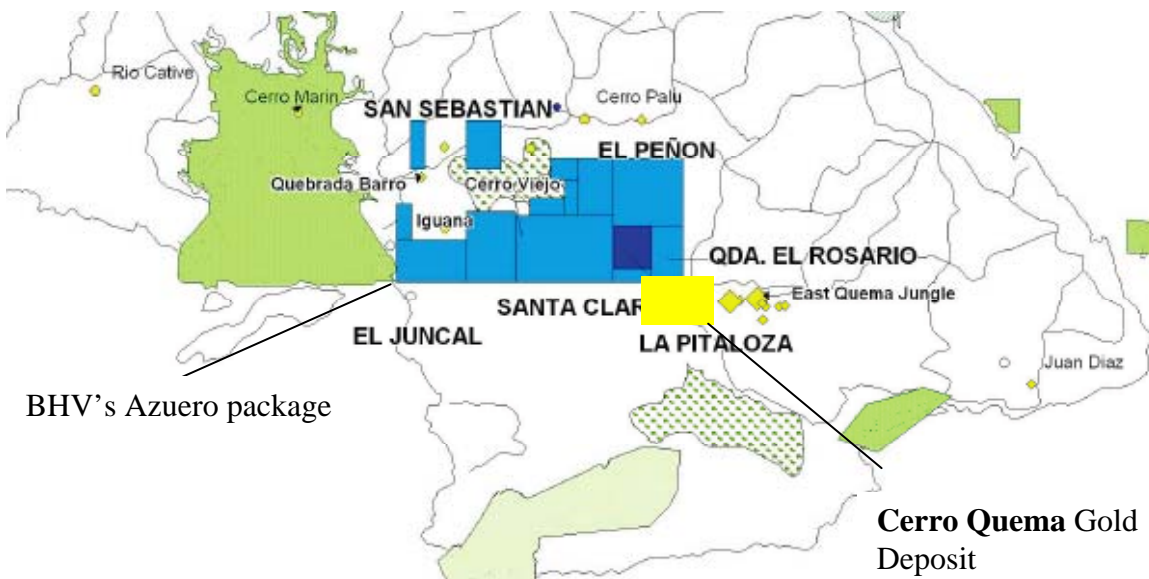 Rio Cative
Cerro Marin
SAN SEBASTIAN
Cerro Palu
EL PEÑON
Quebrada Barro
Cerro Viejo
Iguana
QDA. EL ROSARIO
SANTA CLAR
East Quema Jungle
EL JUNCAL
LA PITALOZA
Juan Diaz
BHV’s Azuero package
Cerro Quema Gold
Deposit